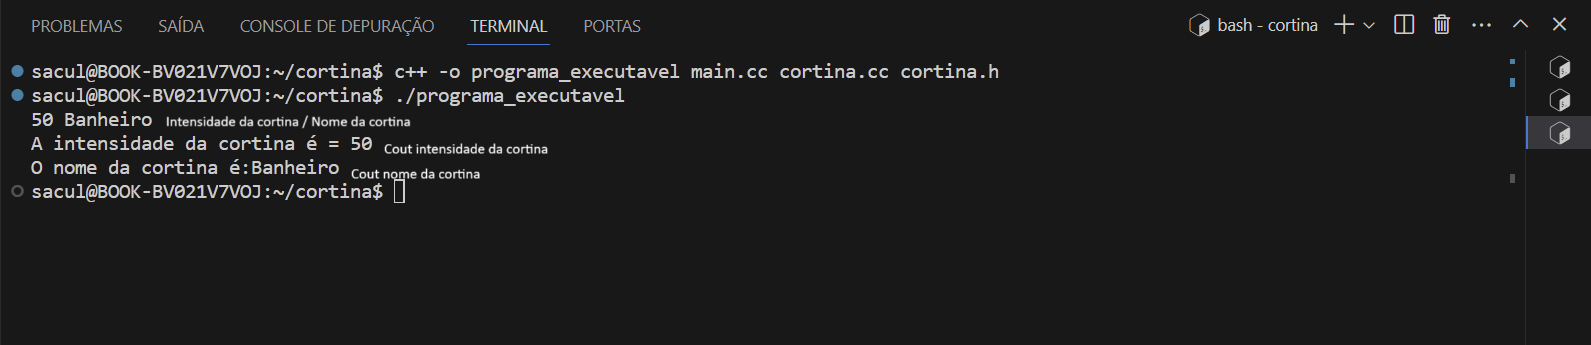 PROBLEMAS SAÍDA CONSOLE DE DEPURAÇÃO TERMINAL PORTAS bash - cortina
sacul@BOOK-BV021V7VOJ:~/cortina$ c++ -o programa_executavel main.cc cortina.cc cortina.h
sacul@BOOK-BV021V7VOJ:~/cortina$ ./programa_executavel
50 Banheiro Intensidade da cortina / Nome da cortina
A intensidade da cortina é = 50 Cout intensidade da cortina
O nome da cortina é:Banheiro Cout nome da cortina
sacul@BOOK-BV021V7VOJ:~/cortina$